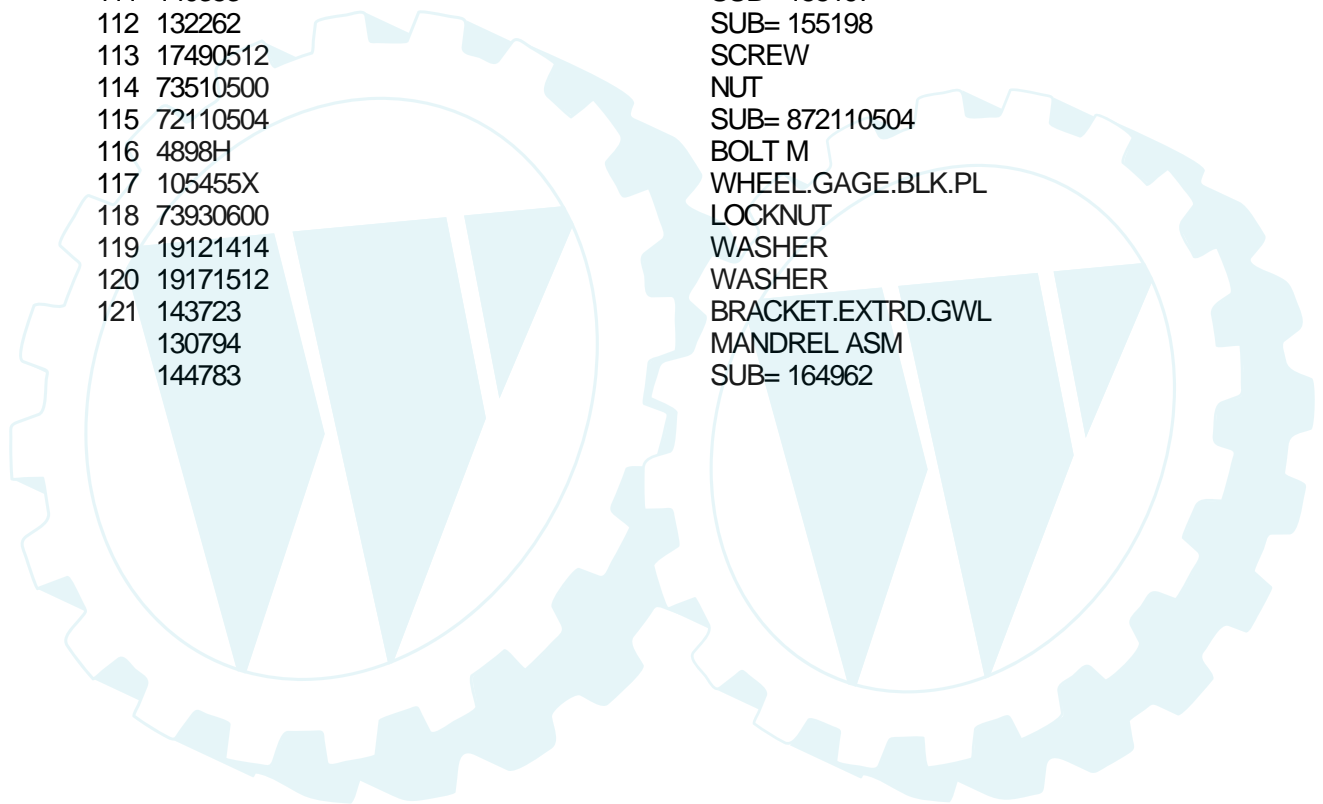 112 132262 SUB= 155198
113 17490512 SCREW
114 73510500 NUT
115 72110504 SUB= 872110504
116 4898H BOLT M
117 105455X WHEEL.GAGE.BLK.PL
118 73930600 LOCKNUT
119 19121414 WASHER
120 19171512 WASHER
121 143723 BRACKET.EXTRD.GWL
130794 MANDREL ASM
144783 SUB= 164962